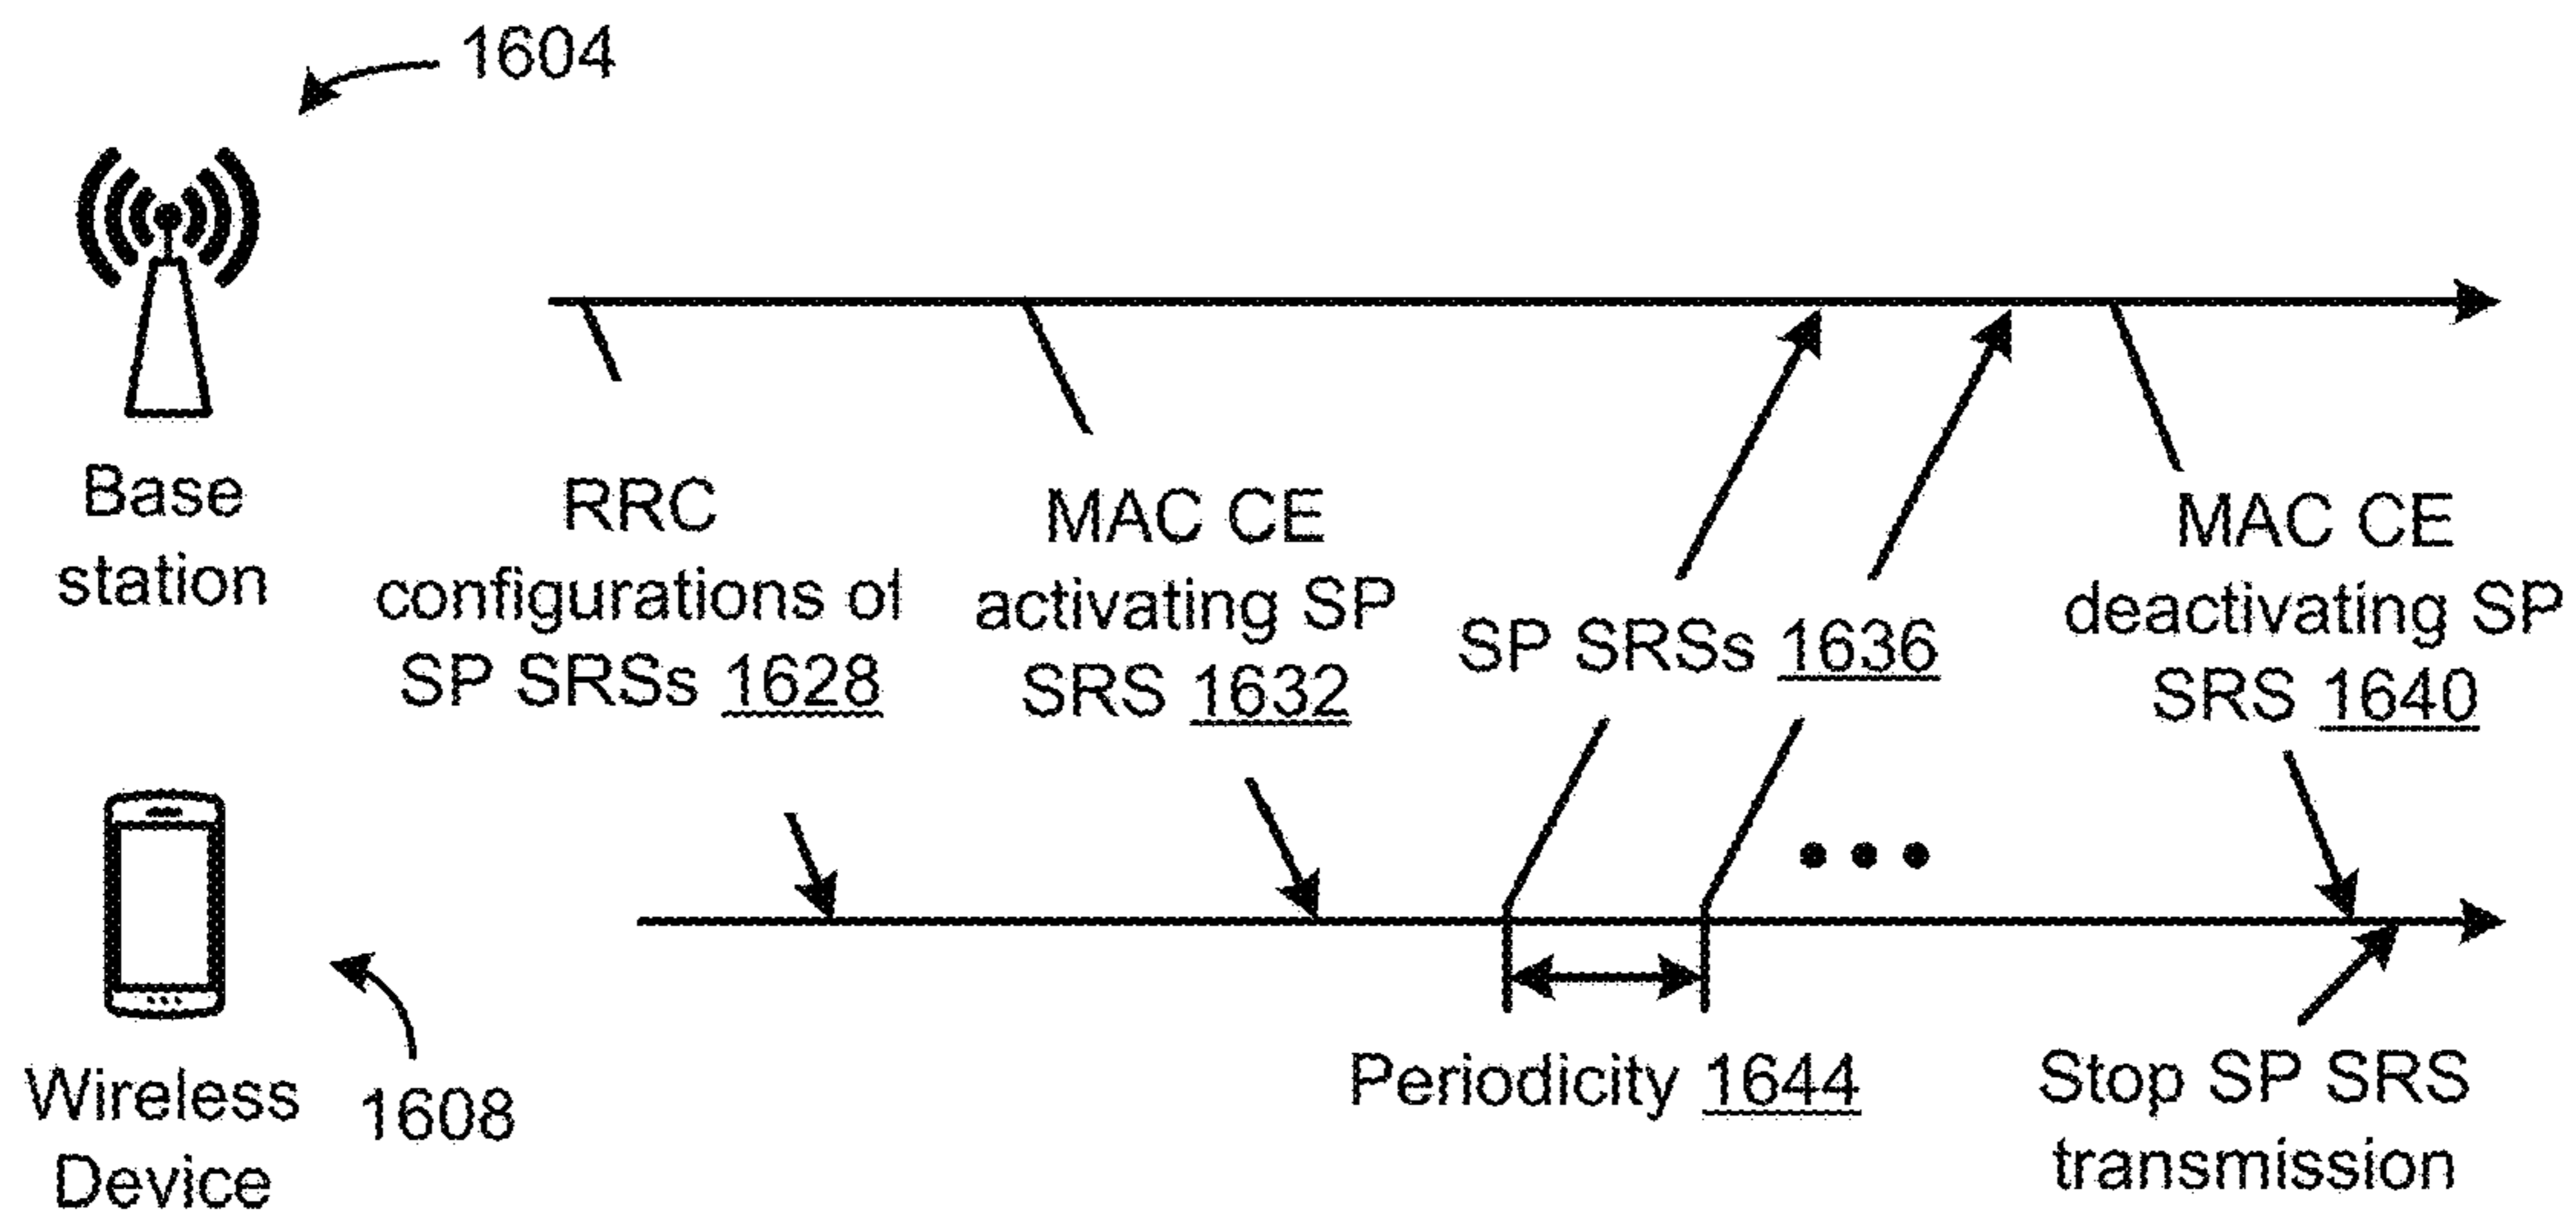 1604
Base
station
RRC
configurations of
SP SRSs 1628
MAC CE
activating SP
SRS 1632
SP SRSs 1636
MAC CE
deactivating SP
SRS 1640
Wireless
Device
1608
Periodicity 1644
Stop SP SRS
transmission